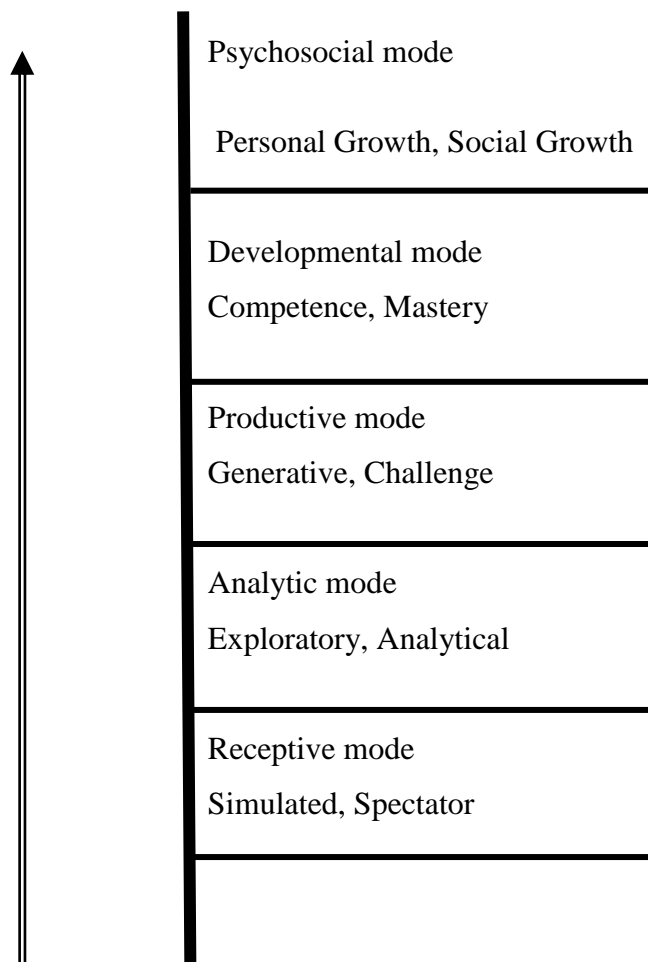 Psychosocial mode
Personal Growth, Social Growth
Developmental mode
Competence, Mastery
Productive mode
Generative, Challenge
Analytic mode
Exploratory, Analytical
Receptive mode
Simulated, Spectator